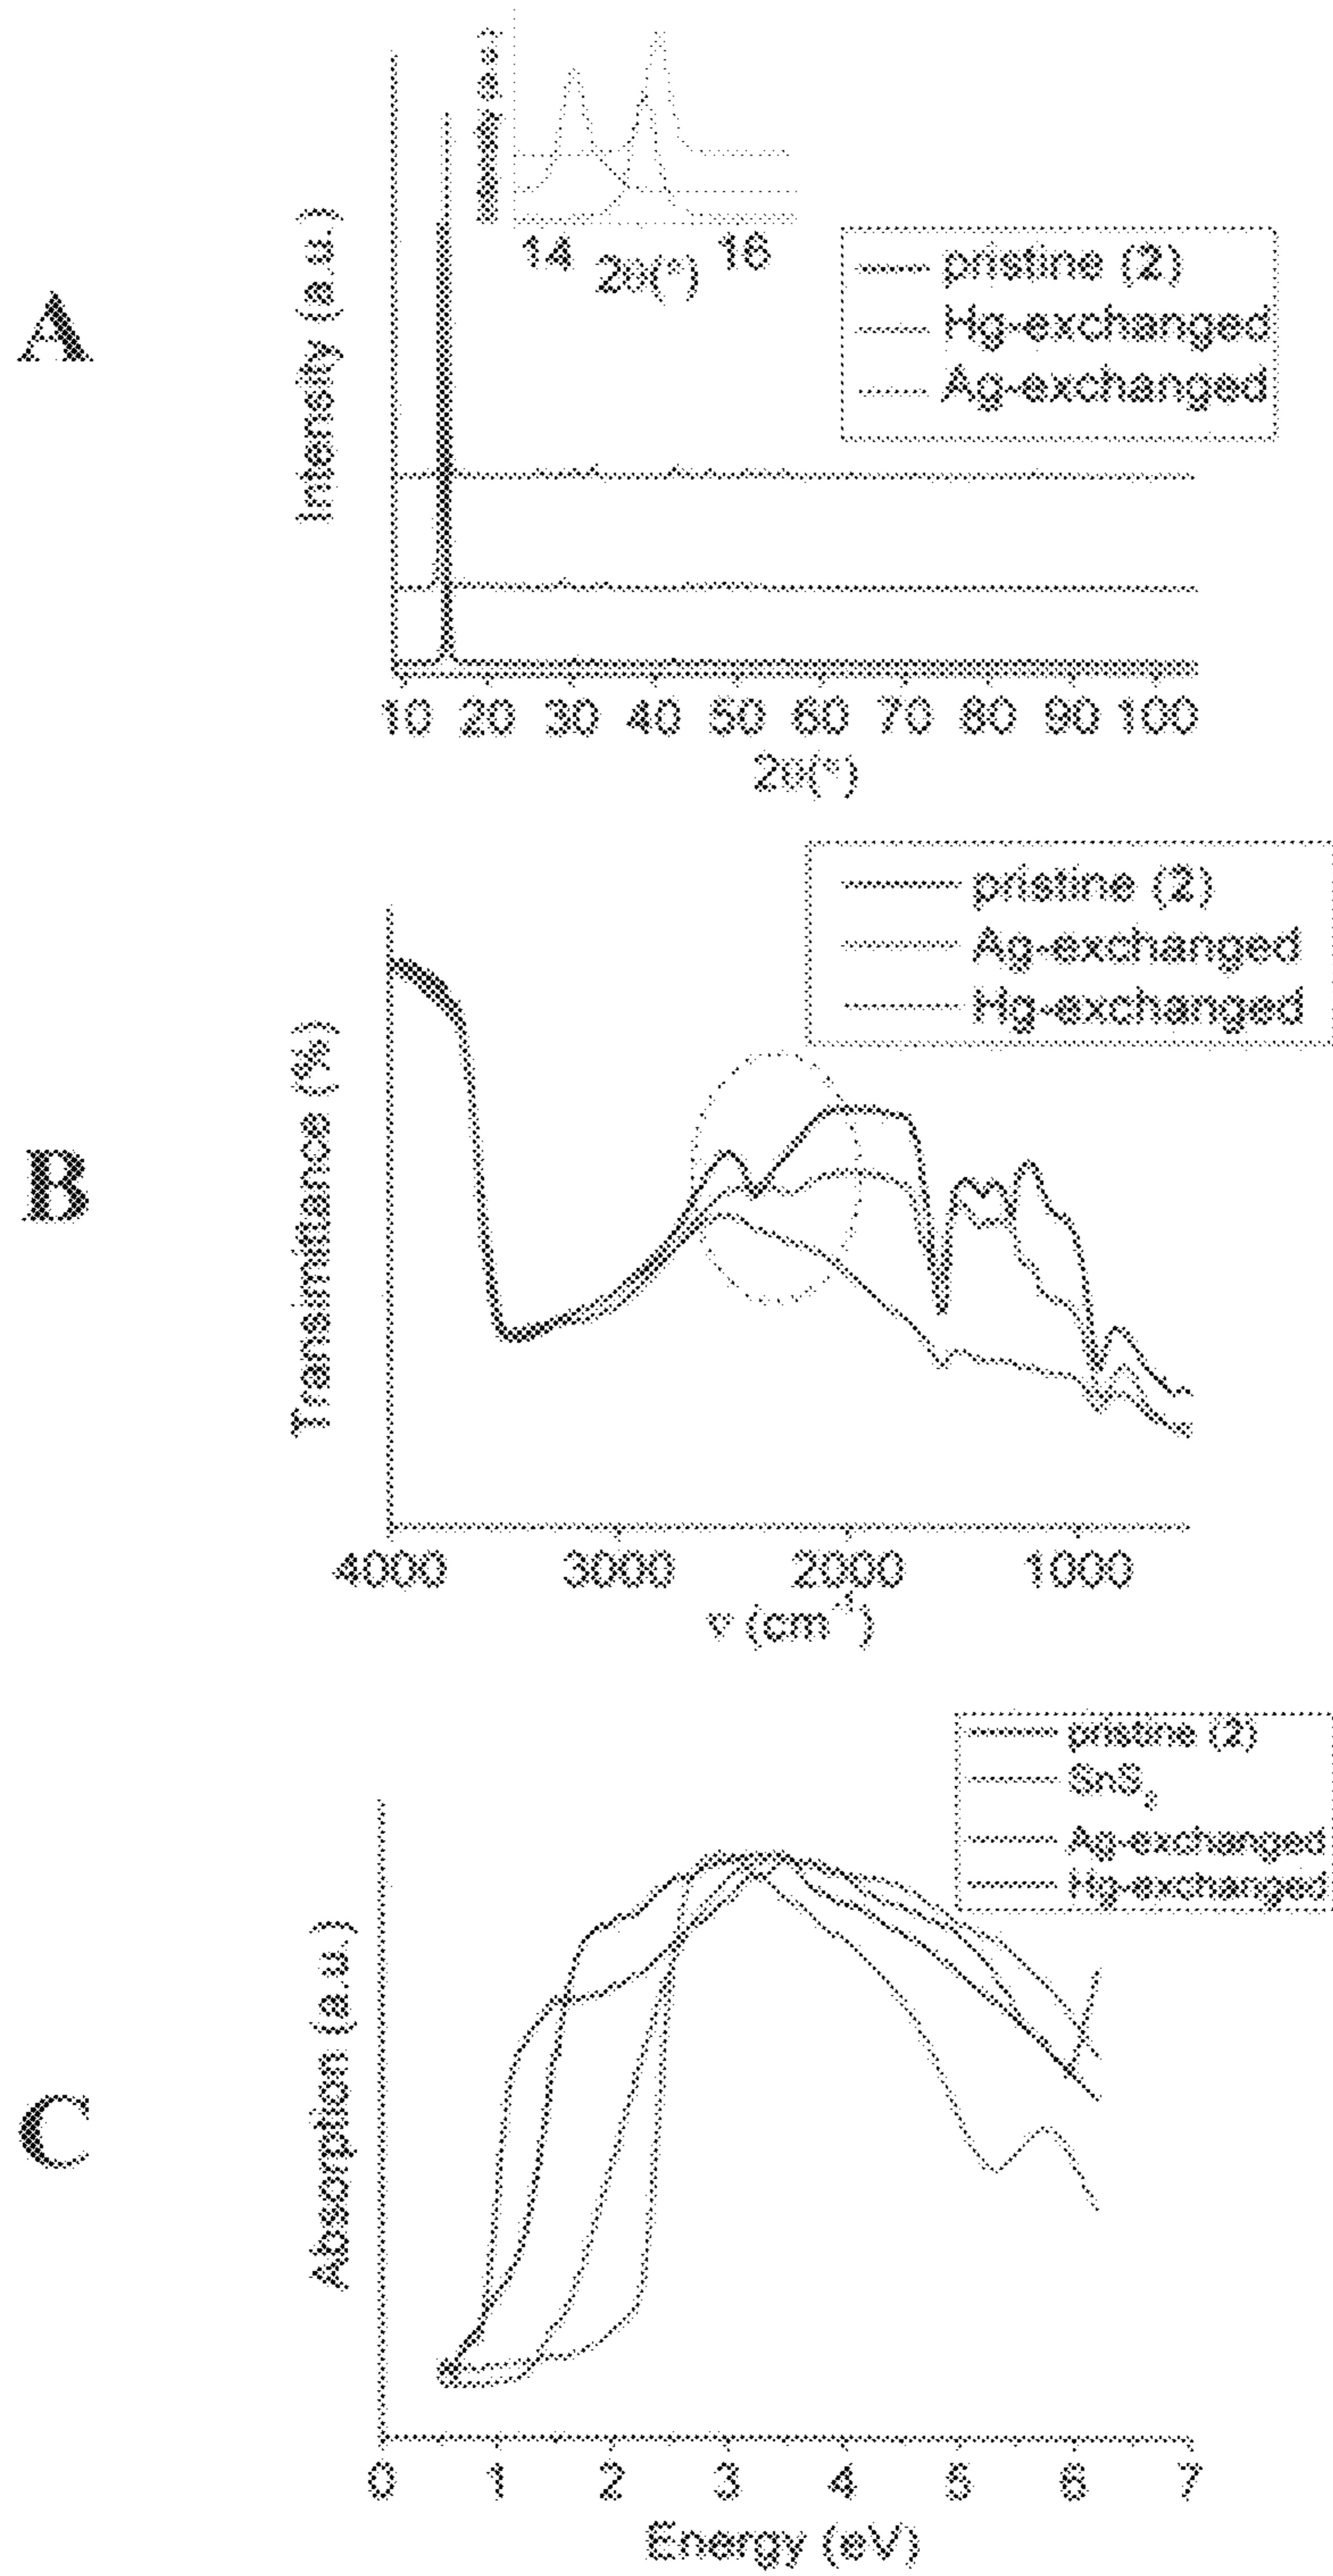 A
Intensity (a.u.)
14 16
2θ(°)
pristine (2)
Hg-exchanged
Ag-exchanged
10 20 30 40 50 60 70 80 90 100
2θ(°)
B
Transmittance (%)
pristine (2)
Ag-exchanged
Hg-exchanged
4000 3000 2000 1000
ν (cm⁻¹)
C
Absorption (a.u.)
pristine (2)
SnS₂
Ag-exchanged
Hg-exchanged
0 1 2 3 4 5 6 7
Energy (eV)